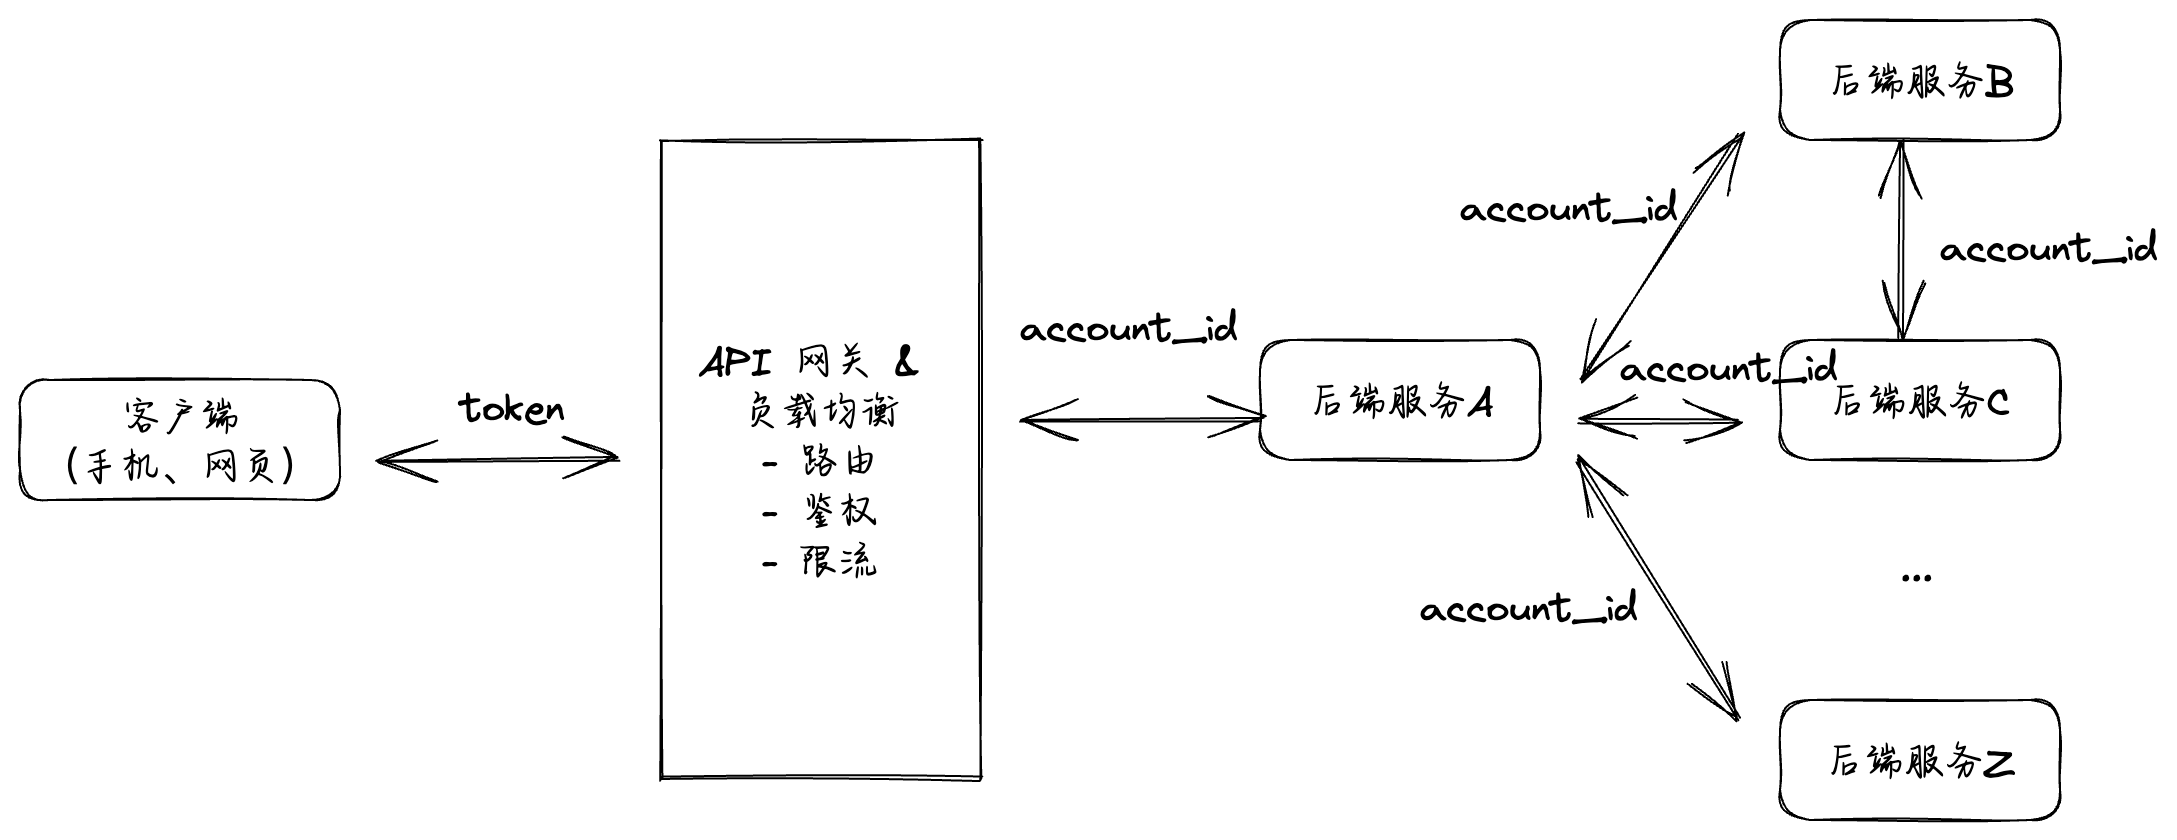 客户端
(手机、网页)
token
API 网关 &
负载均衡
- 路由
- 鉴权
- 限流
account_id
后端服务A
account_id
account_id
account_id
后端服务B
account_id
后端服务C
...
后端服务Z